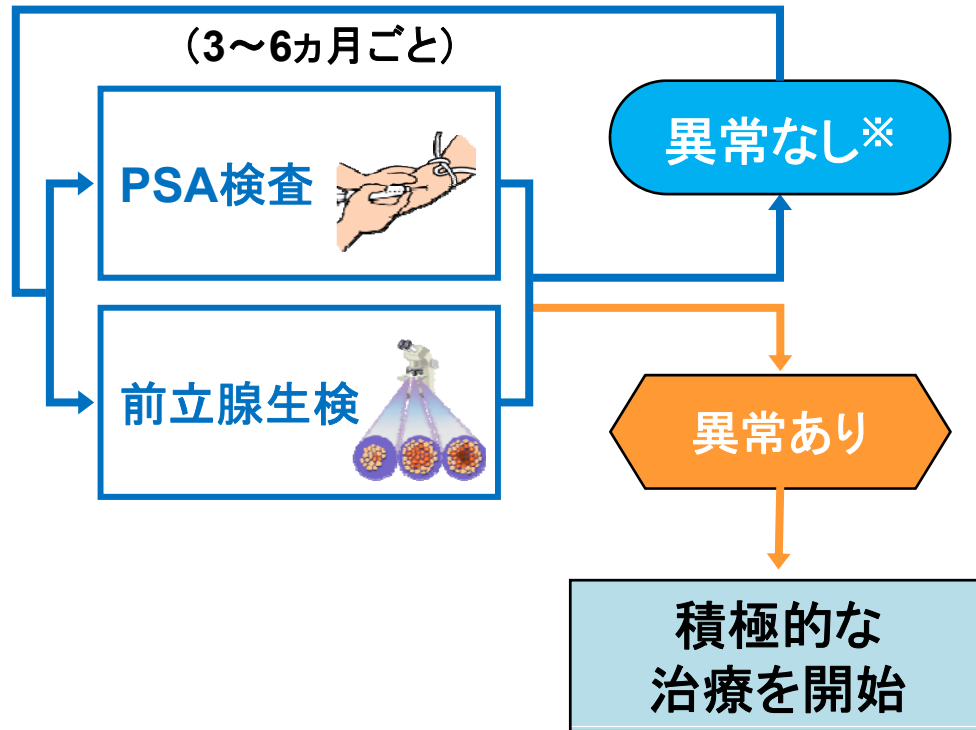 (3～6ヵ月ごと)
PSA検査
異常なし※
前立腺生検
異常あり
積極的な
治療を開始